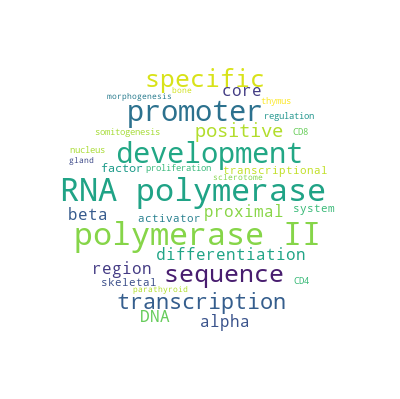 specific
bone
core
morphogenesis
thymus
promoter
regulation
positive
somitogenesis
CD8
development
nucleus
gland
factor
proliferation
transcriptional
sclerotome
RNA polymerase
beta
activator
proximal
system
polymerase II
differentiation
region
sequence
skeletal
CD4
parathyroid
transcription
DNA
alpha